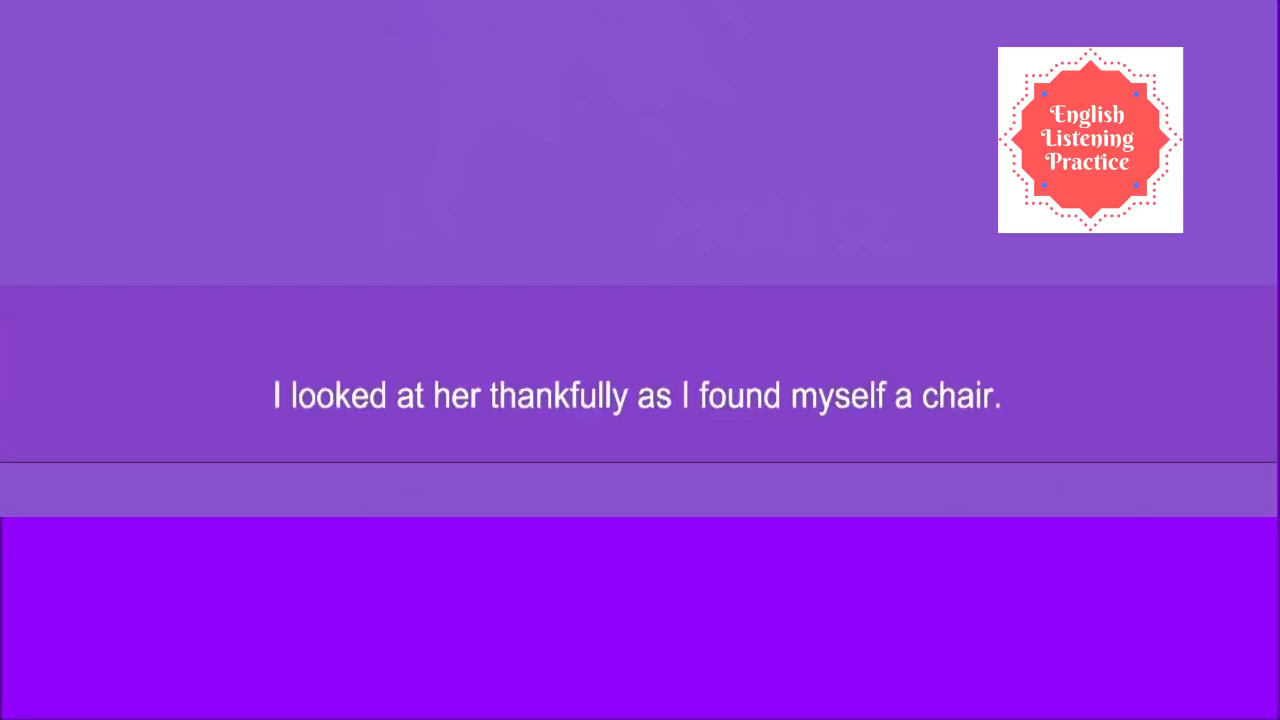 English
Listening
Practice
I looked at her thankfully as I found myself a chair.